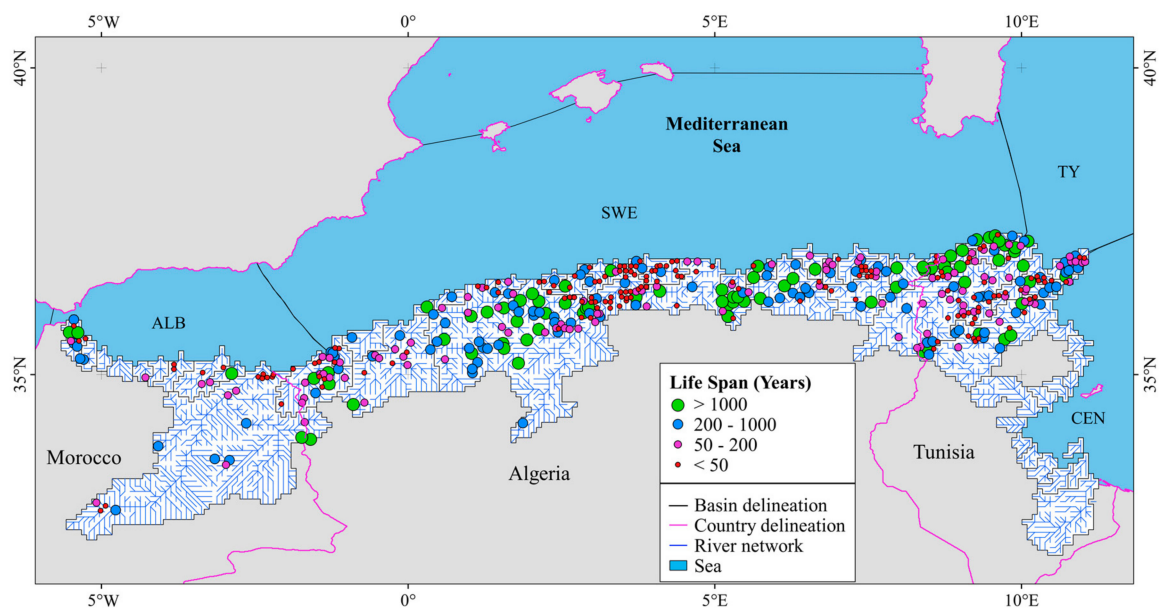 5°W 0° 5°E 10°E
40°N 40°N
Mediterranean
Sea
TY
SWE
ALB
35°N 35°N
Life Span (Years)
> 1000
200 - 1000
50 - 200
< 50
CEN
Morocco
Algeria
Tunisia
Basin delineation
Country delineation
River network
Sea
5°W 0° 5°E 10°E